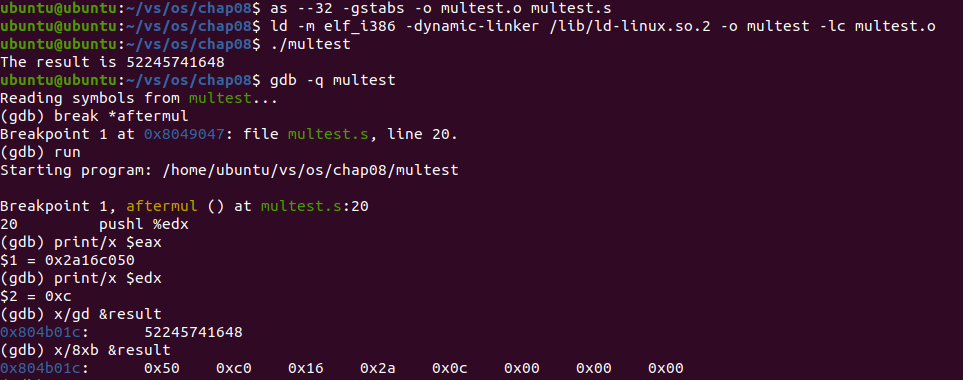 ubuntu@ubuntu:~/vs/os/chap08$ as --32 -gstabs -o multest.o multest.s
ubuntu@ubuntu:~/vs/os/chap08$ ld -m elf_i386 -dynamic-linker /lib/ld-linux.so.2 -o multest -lc multest.o
ubuntu@ubuntu:~/vs/os/chap08$ ./multest
The result is 52245741648
ubuntu@ubuntu:~/vs/os/chap08$ gdb -q multest
Reading symbols from multest...
(gdb) break *aftermul
Breakpoint 1 at 0x8049047: file multest.s, line 20.
(gdb) run
Starting program: /home/ubuntu/vs/os/chap08/multest

Breakpoint 1, aftermul () at multest.s:20
20 pushl %edx
(gdb) print/x $eax
$1 = 0x2a16c050
(gdb) print/x $edx
$2 = 0xc
(gdb) x/gd &result
0x804b01c: 52245741648
(gdb) x/8xb &result
0x804b01c: 0x50 0xc0 0x16 0x2a 0x0c 0x00 0x00 0x00